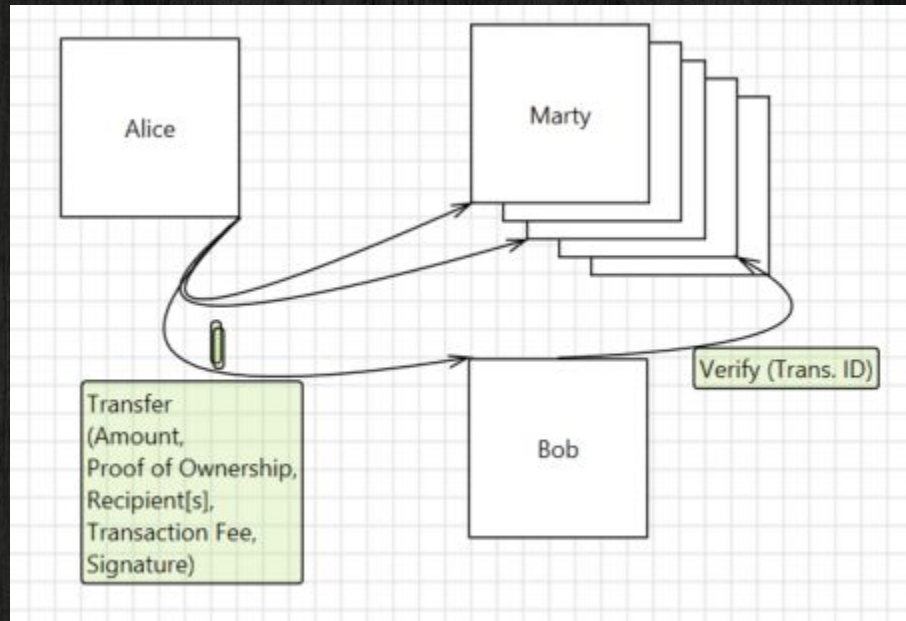 Alice
Marty
Transfer
(Amount,
Proof of Ownership,
Recipient[s],
Transaction Fee,
Signature)
Verify (Trans. ID)
Bob